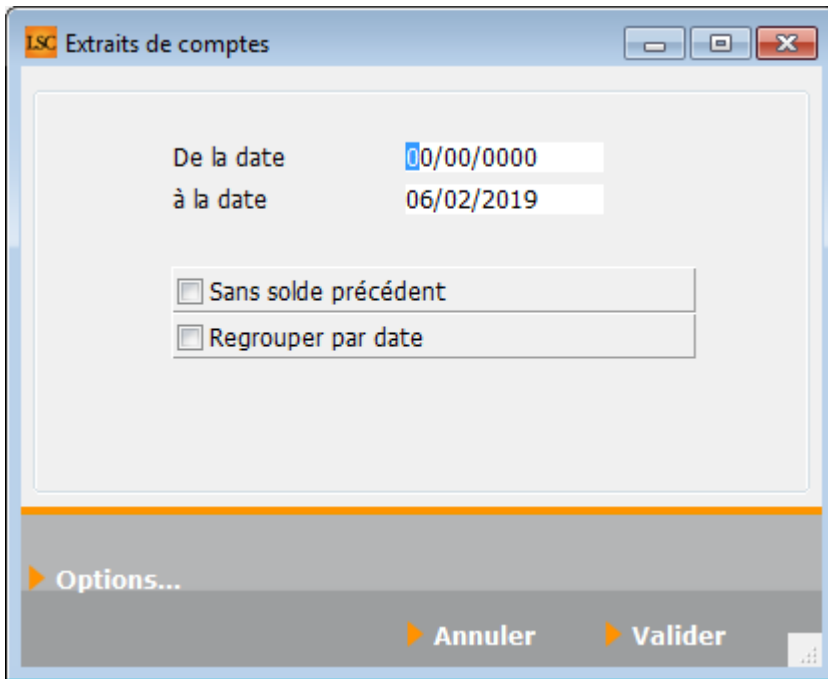 LSC Extraits de comptes
De la date 00/00/0000
à la date 06/02/2019
Sans solde précédent
Regrouper par date
Options...
Annuler Valider